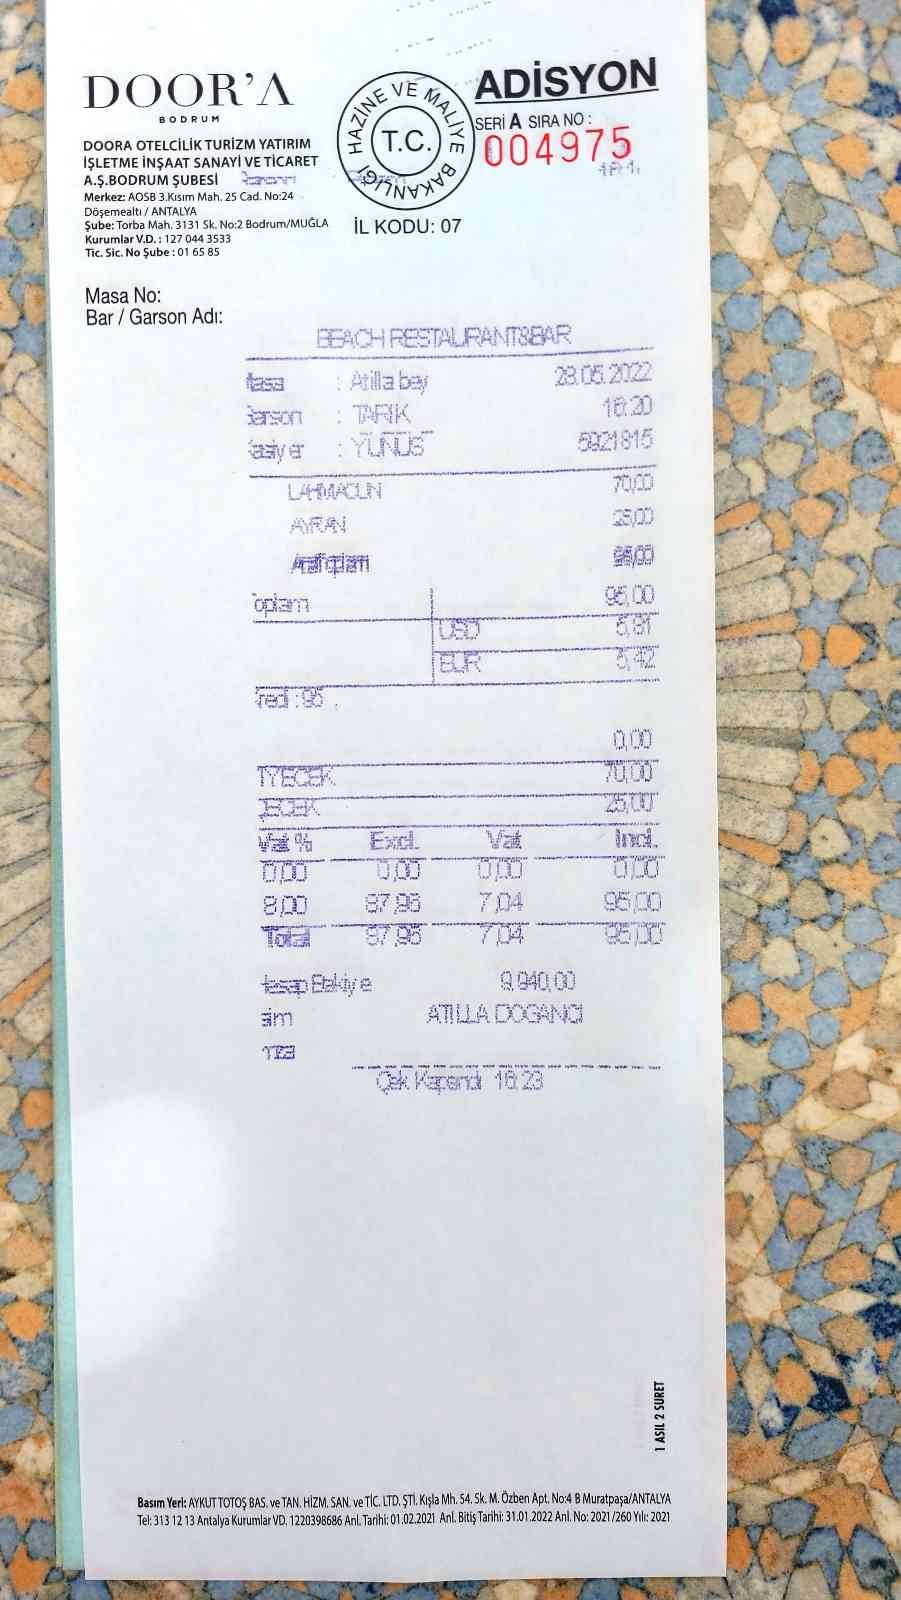 DOOR'A
BODRUM
DOORA OTELCİLİK TURİZM YATIRIM
İŞLETME İNŞAAT SANAYİ VE TİCARET
A.Ş.BODRUM ŞUBESİ
Merkez: AOSB 3.Kısım Mah. 25 Cad. No:24
Döşemealtı / ANTALYA
Şube: Torba Mah. 3131 Sk. No:2 Bodrum/MUĞLA
Kurumlar V.D. : 127 044 3533
Tic. Sic. No Şube : 01 65 85
HAZİNE VE MALİYE BAKANLIĞI
T.C.
İL KODU: 07
ADİSYON
SERİ A SIRA NO :
004975
Masa No:
Bar / Garson Adı:
BEACH RESTAURANT&BAR
Masa : Atilla bey 28.05.2022
Garson : TARIK 16:20
Kasiyer : YUNUS 5921815
LAHMACUN 70,00
AYRAN 25,00
AraToplam 95,00
Toplam 95,00
USD 5,81
EUR 5,42
Kredi : 95
0,00
YİYECEK 70,00
İÇECEK 25,00
Vat % Excl. Vat Incl.
0,00 0,00 0,00 0,00
8,00 87,96 7,04 95,00
Total 87,96 7,04 95,00
Hesap Bakiye 9.940,00
isim ATILLA DOGANCI
imza
Çek Kapandı 16:23
1 ASIL 2 SURET
Basım Yeri: AYKUT TOTOŞ BAS. ve TAN. HİZM. SAN. ve TİC. LTD. ŞTİ. Kışla Mh. 54. Sk. M. Özben Apt. No:4 B Muratpaşa/ANTALYA
Tel: 313 12 13 Antalya Kurumlar VD. 1220398686 Anl. Tarihi: 01.02.2021 Anl. Bitiş Tarihi: 31.01.2022 Anl. No: 2021/260 Yılı: 2021